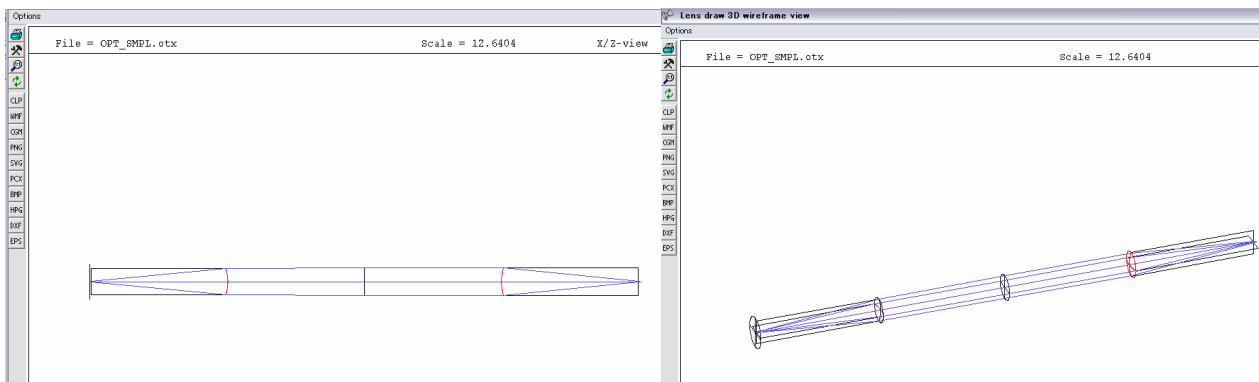 Options
File = OPT_SMPL.otx Scale = 12.6404 X/Z-view
CLP
WMF
CGM
PNG
SVG
PCX
BMP
HPG
DXF
EPS
Lens draw 3D wireframe view
Options
File = OPT_SMPL.otx Scale = 12.6404
CLP
WMF
CGM
PNG
SVG
PCX
BMP
HPG
DXF
EPS